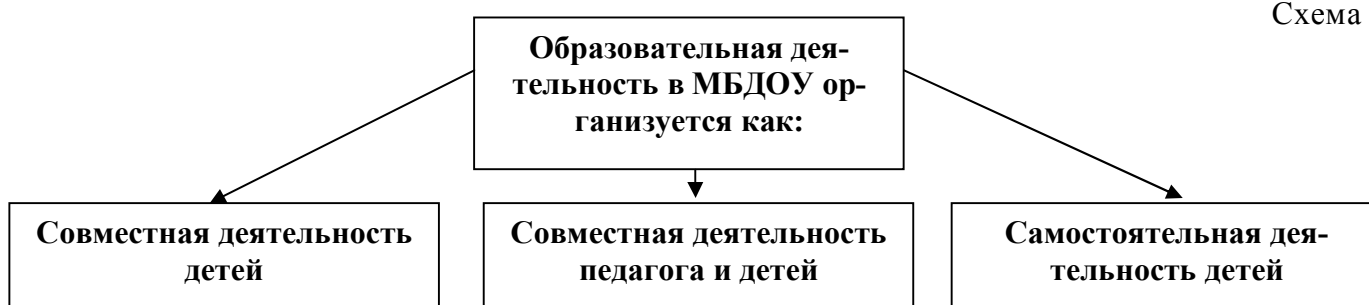 Схема
Образовательная дея-
тельность в МБДОУ ор-
ганизуется как:
Совместная деятельность
детей
Совместная деятельность
педагога и детей
Самостоятельная дея-
тельность детей